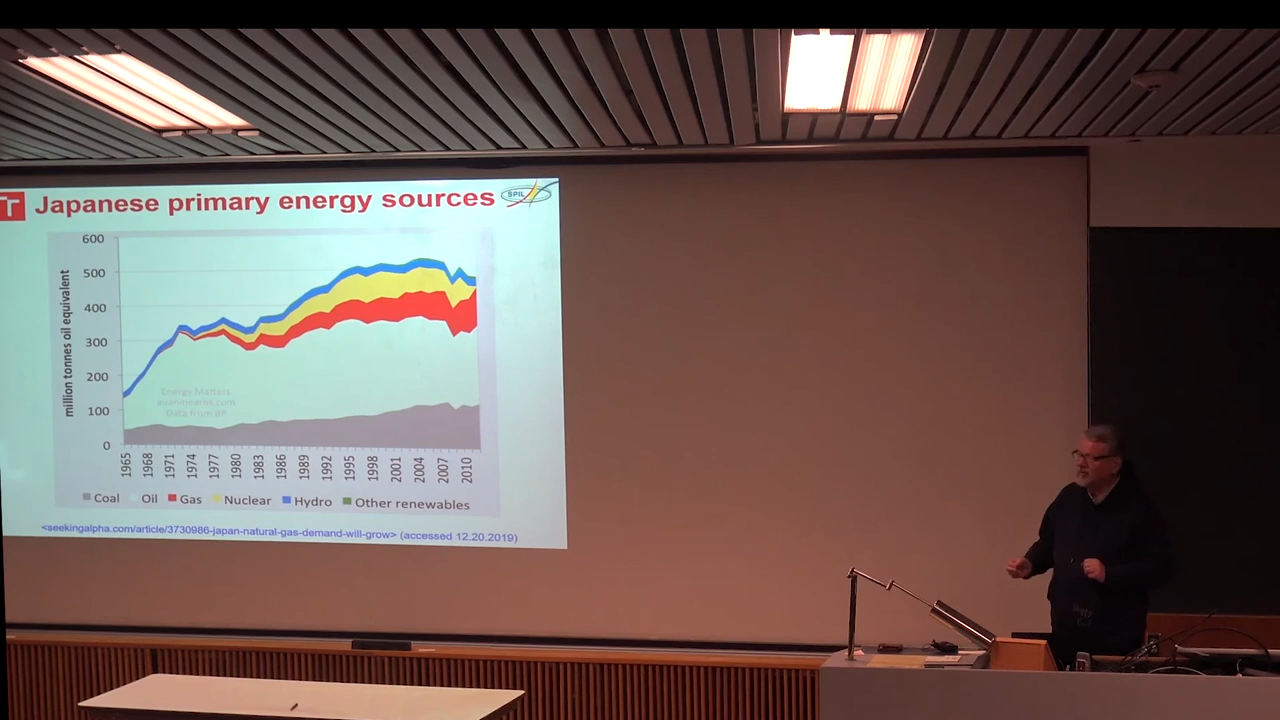 Japanese primary energy sources
SPIL
600
500
400
300
200
100
0
million tonnes oil equivalent
Energy Matters
euanmearns.com
Data from BP
1965
1968
1971
1974
1977
1980
1983
1986
1989
1992
1995
1998
2001
2004
2007
2010
Coal Oil Gas Nuclear Hydro Other renewables
<seekingalpha.com/article/3730986-japan-natural-gas-demand-will-grow> (accessed 12.20.2019)